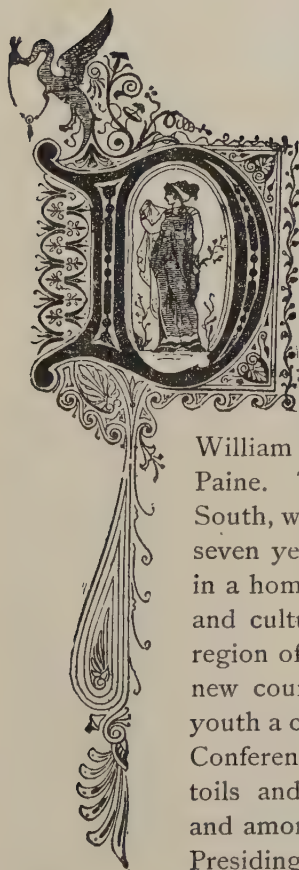 D
William
Paine.
South, w
seven ye
in a hom
and cultu
region of
new cou
youth a c
Conferen
toils and
and amo
Presiding